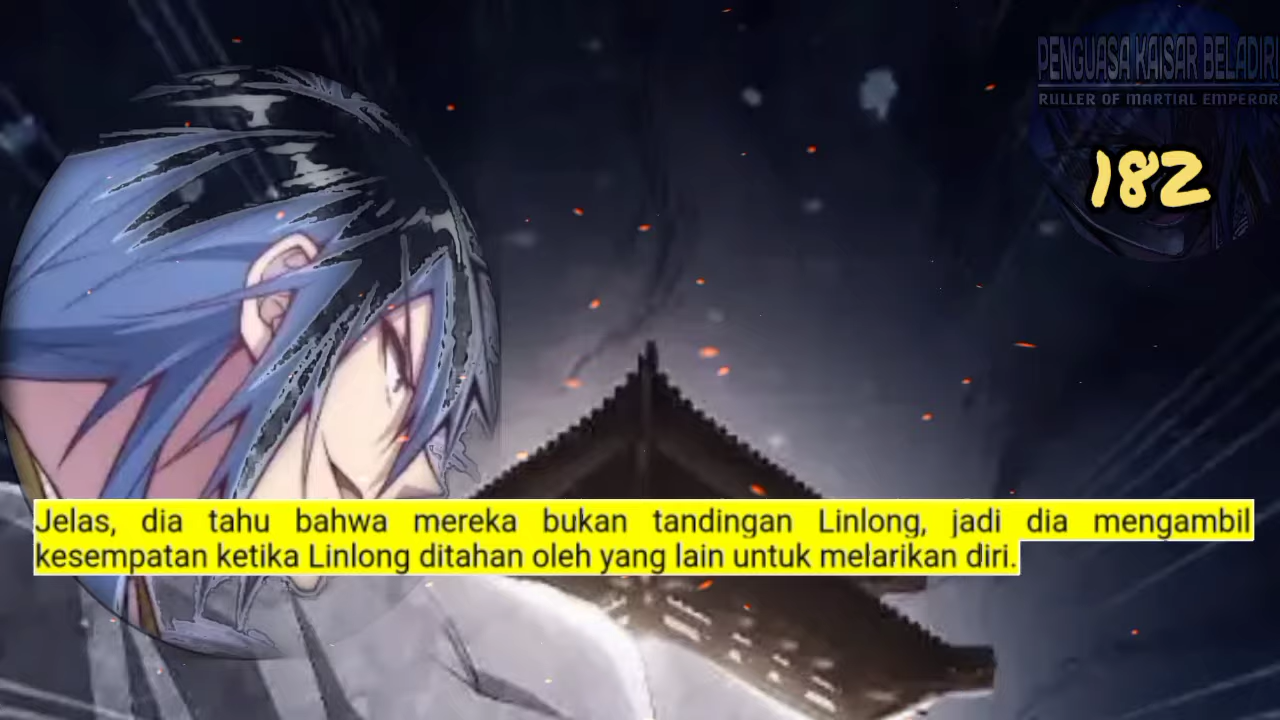 PENGUASA KAISAR BELADIRI
RULLER OF MARTIAL EMPEROR
182
Jelas, dia tahu bahwa mereka bukan tandingan Linlong, jadi dia mengambil
kesempatan ketika Linlong ditahan oleh yang lain untuk melarikan diri.